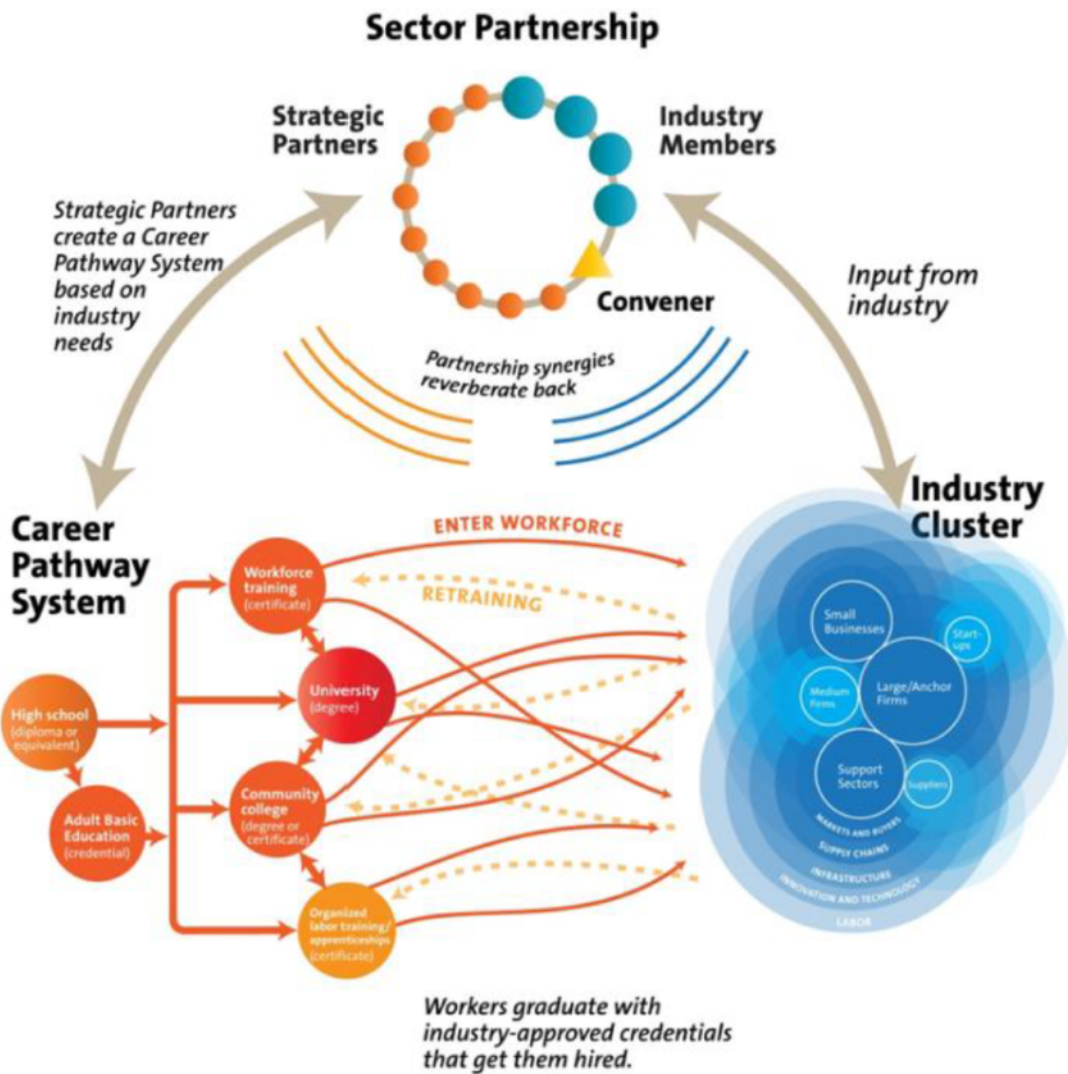 Sector Partnership
Strategic
Partners
Industry
Members
Convener
Strategic Partners
create a Career
Pathway System
based on
industry
needs
Input from
industry
Partnership synergies
reverberate back
Career
Pathway
System
Industry
Cluster
ENTER WORKFORCE
RETRAINING
Workforce
training
(certificate)
University
(degree)
High school
(diploma or
equivalent)
Community
college
(degree or
certificate)
Adult Basic
Education
(credential)
Organized
labor training/
apprenticeships
(certificate)
Small
Businesses
Start-
ups
Medium
Firms
Large/Anchor
Firms
Support
Sectors
Suppliers
MARKETS AND BUYERS
SUPPLY CHAINS
INFRASTRUCTURE
INNOVATION AND TECHNOLOGY
LABOR
Workers graduate with
industry-approved credentials
that get them hired.